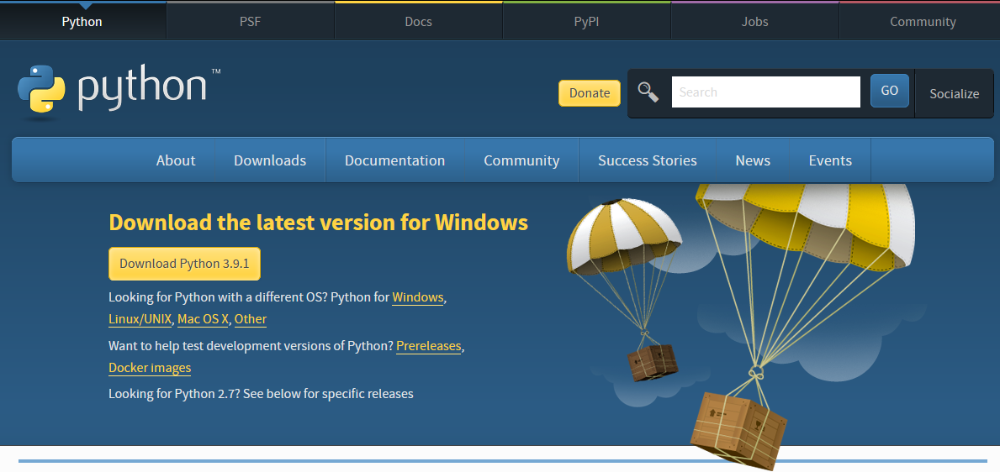 Python PSF Docs PyPI Jobs Community
python™
Donate Search GO Socialize
About Downloads Documentation Community Success Stories News Events
Download the latest version for Windows
Download Python 3.9.1
Looking for Python with a different OS? Python for Windows,
Linux/UNIX, Mac OS X, Other
Want to help test development versions of Python? Prereleases,
Docker images
Looking for Python 2.7? See below for specific releases